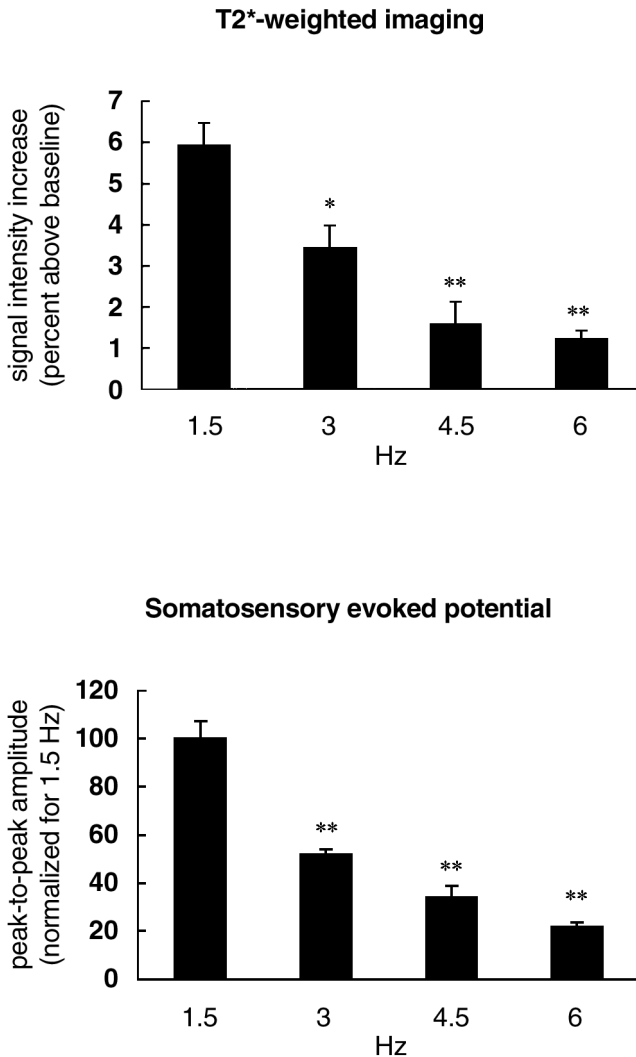 T2*-weighted imaging
signal intensity increase
(percent above baseline)
7
6
5
4
3
2
1
0
*
**
**
1.5 3 4.5 6
Hz
Somatosensory evoked potential
peak-to-peak amplitude
(normalized for 1.5 Hz)
120
100
80
60
40
20
0
**
**
**
1.5 3 4.5 6
Hz